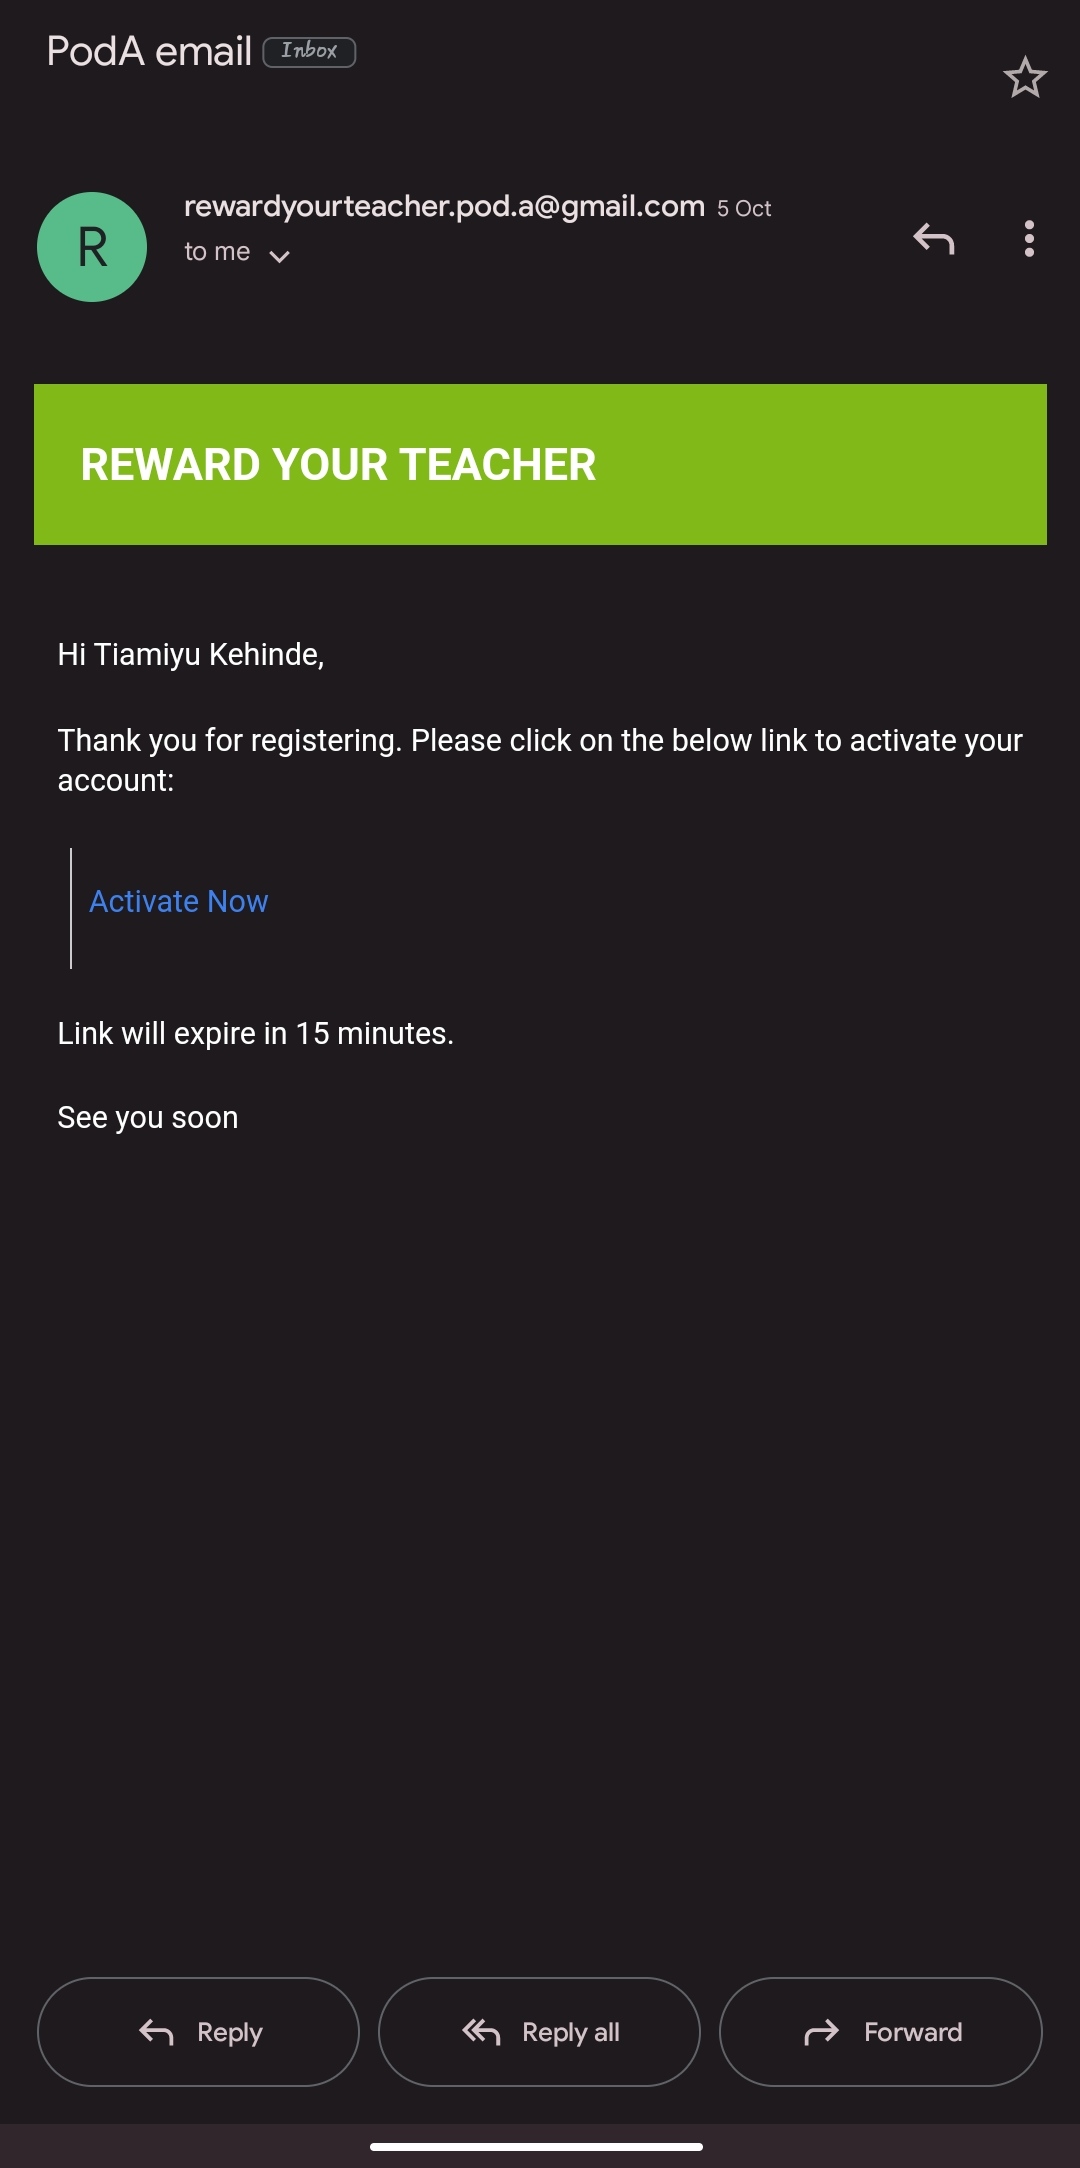 PodA email Inbox
R
rewardyourteacher.pod.a@gmail.com 5 Oct
to me
REWARD YOUR TEACHER
Hi Tiamiyu Kehinde,
Thank you for registering. Please click on the below link to activate your
account:
Activate Now
Link will expire in 15 minutes.
See you soon
Reply Reply all Forward